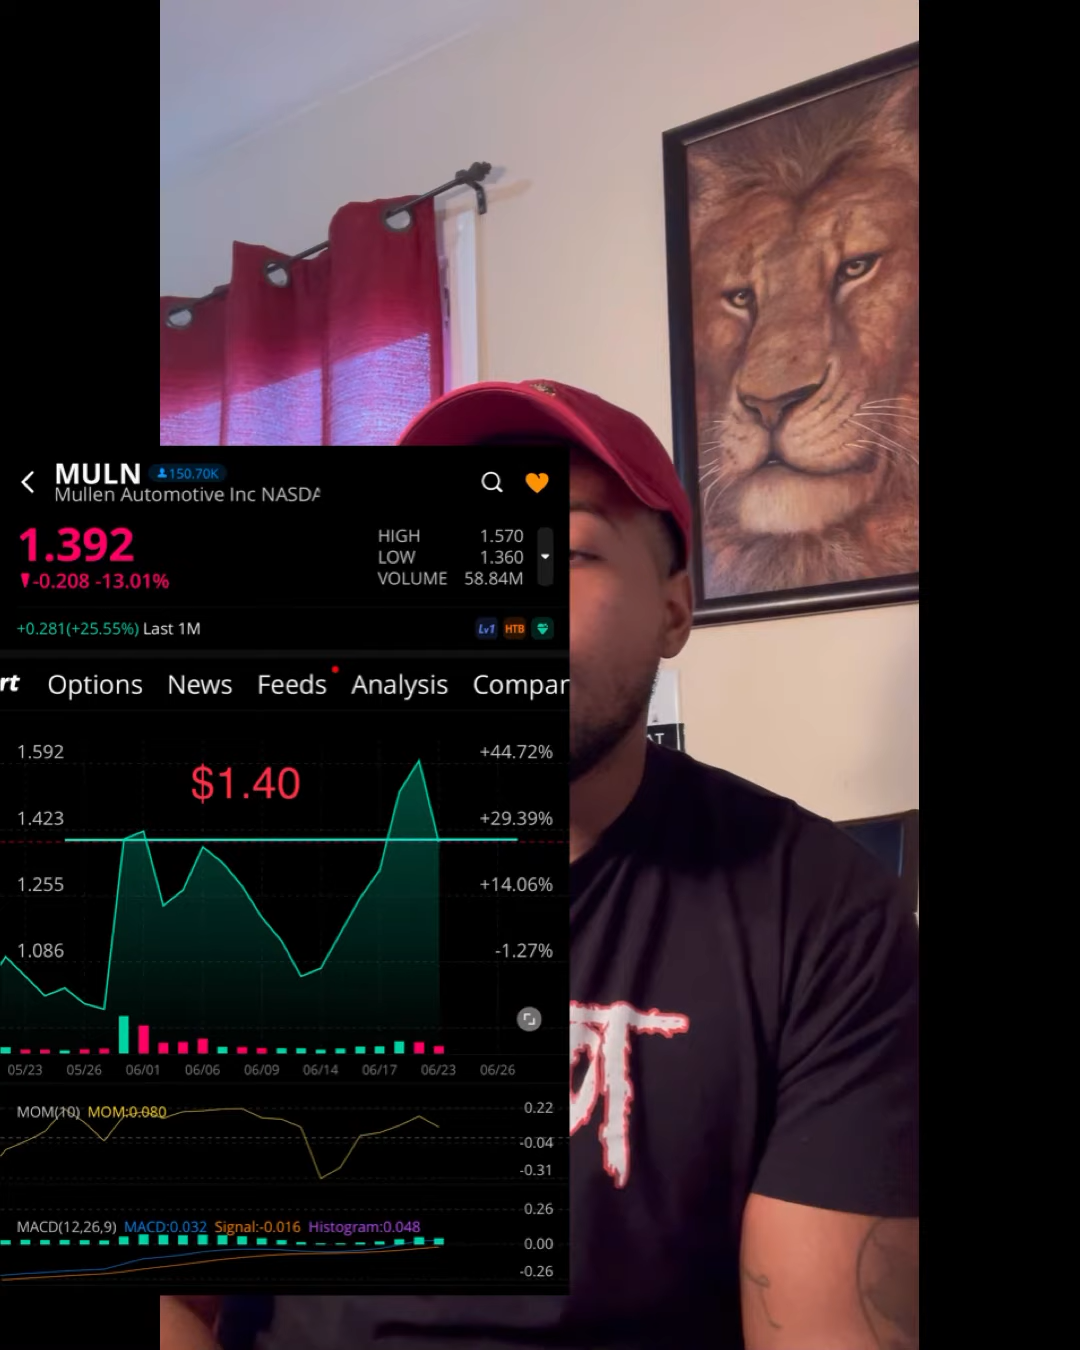 MULN 150.70K
Mullen Automotive Inc NASDA
1.392
-0.208 -13.01%
HIGH 1.570
LOW 1.360
VOLUME 58.84M
+0.281(+25.55%) Last 1M
Lv1 HTB
rt Options News Feeds Analysis Compar
1.592 +44.72%
$1.40
1.423 +29.39%
1.255 +14.06%
1.086 -1.27%
05/23 05/26 06/01 06/06 06/09 06/14 06/17 06/23 06/26
MOM(10) MOM:0.080 0.22
-0.04
-0.31
0.26
MACD(12,26,9) MACD:0.032 Signal:-0.016 Histogram:0.048
0.00
-0.26
AT
OT